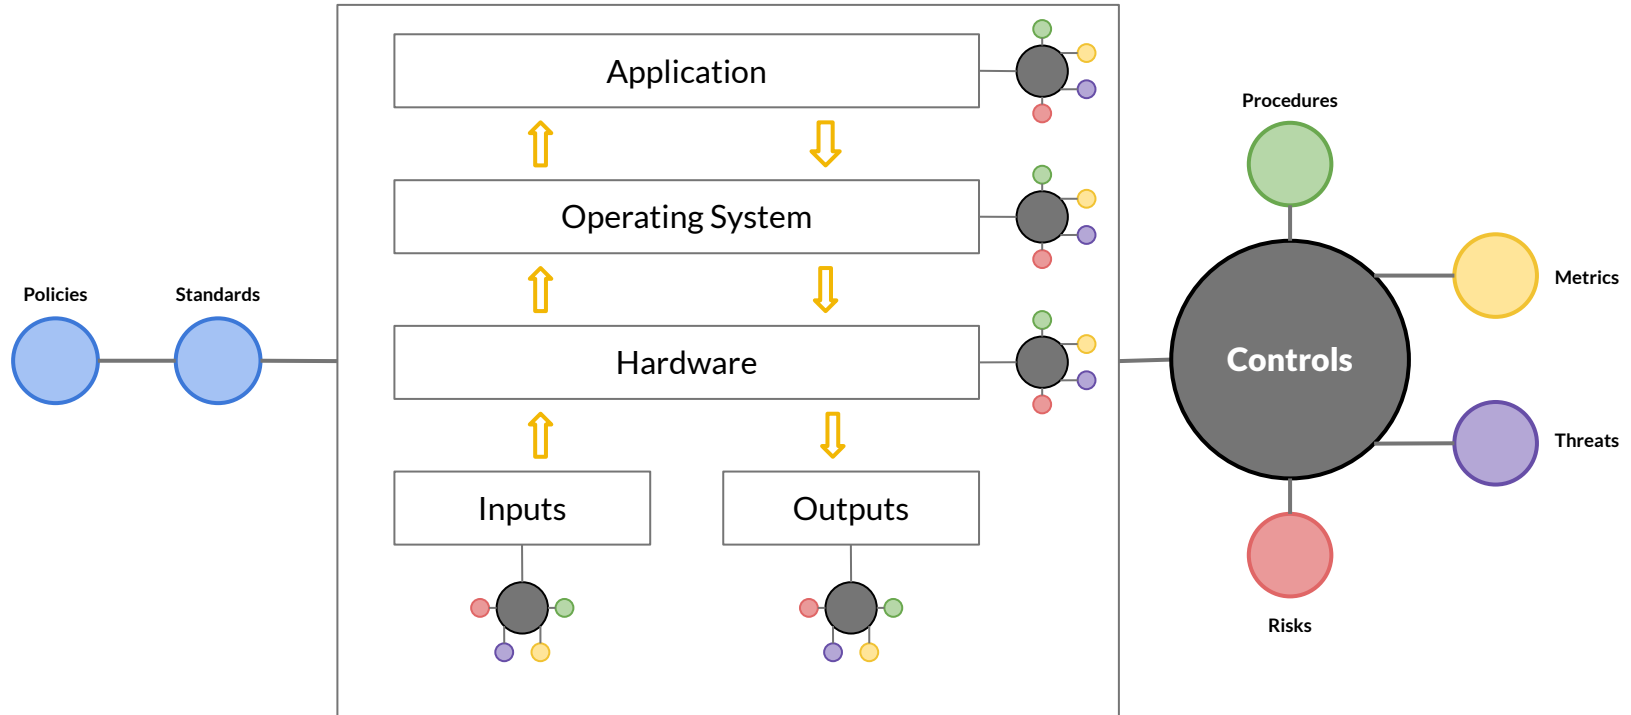 Application
Operating System
Hardware
Inputs
Outputs
Policies
Standards
Procedures
Metrics
Controls
Threats
Risks